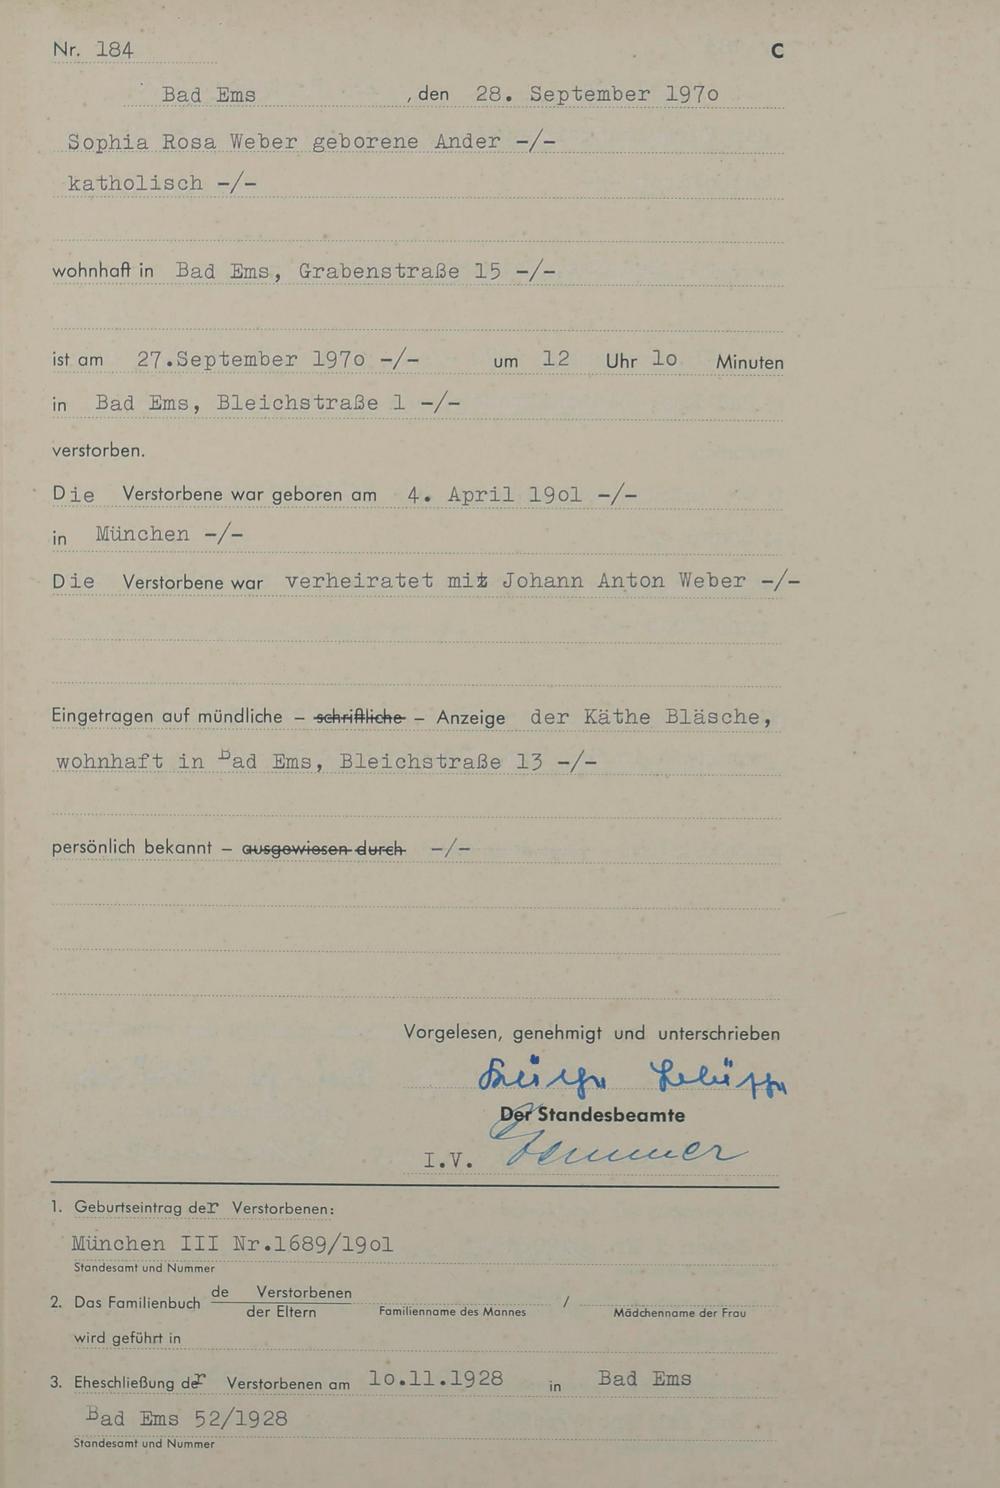 Nr. 184 C
Bad Ems , den 28. September 197o
Sophia Rosa Weber geborene Ander -/-
katholisch -/-
wohnhaft in Bad Ems, Grabenstraße 15 -/-
ist am 27.September 197o -/- um 12 Uhr lo Minuten
in Bad Ems, Bleichstraße 1 -/-
verstorben.
Die Verstorbene war geboren am 4. April 19ol -/-
in München -/-
Die Verstorbene war verheiratet mit Johann Anton Weber -/-
Eingetragen auf mündliche – schriftliche – Anzeige der Käthe Bläsche,
wohnhaft in Bad Ems, Bleichstraße 13 -/-
persönlich bekannt – ausgewiesen durch -/-
Vorgelesen, genehmigt und unterschrieben
Käthe Bläsche
Der Standesbeamte
I.V.
1. Geburtseintrag der Verstorbenen:
München III Nr.1689/19ol
Standesamt und Nummer
2. Das Familienbuch de Verstorbenen
der Eltern / 
Familienname des Mannes Mädchenname der Frau
wird geführt in
3. Eheschließung der Verstorbenen am lo.11.1928 in Bad Ems
Bad Ems 52/1928
Standesamt und Nummer